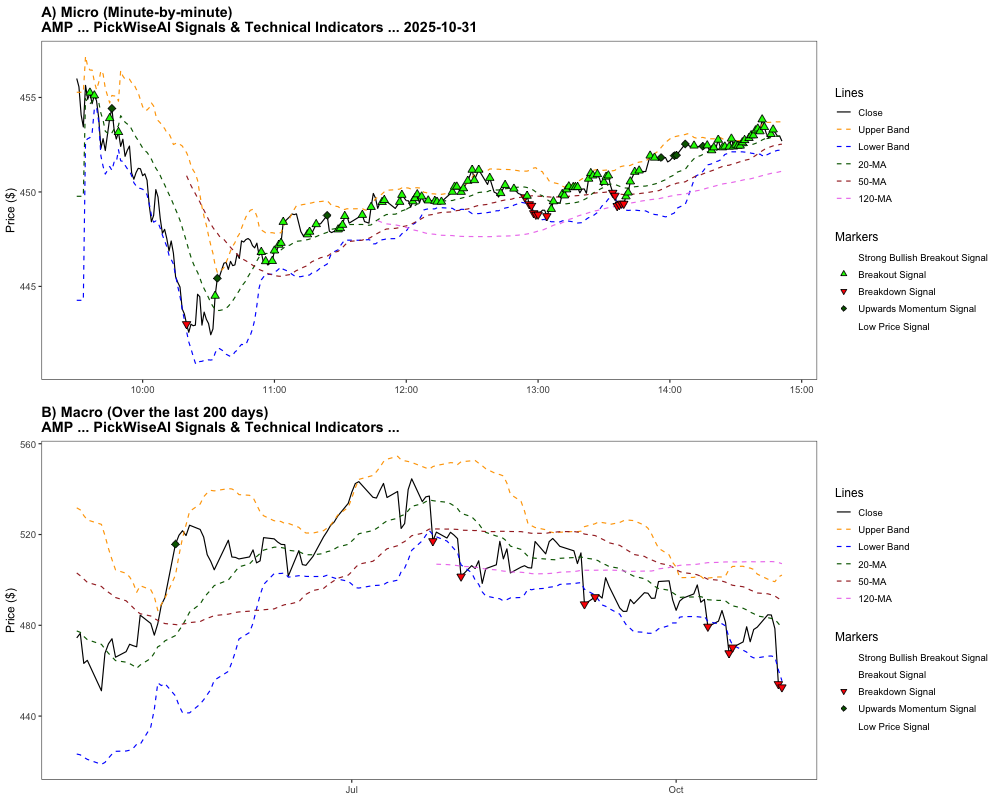 A) Micro (Minute-by-minute)
AMP ... PickWiseAI Signals & Technical Indicators ... 2025-10-31
Price ($)
455
450
445
10:00
11:00
12:00
13:00
14:00
15:00
Lines
Close
Upper Band
Lower Band
20-MA
50-MA
120-MA
Markers
Strong Bullish Breakout Signal
Breakout Signal
Breakdown Signal
Upwards Momentum Signal
Low Price Signal
B) Macro (Over the last 200 days)
AMP ... PickWiseAI Signals & Technical Indicators ...
Price ($)
560
520
480
440
Jul
Oct
Lines
Close
Upper Band
Lower Band
20-MA
50-MA
120-MA
Markers
Strong Bullish Breakout Signal
Breakout Signal
Breakdown Signal
Upwards Momentum Signal
Low Price Signal